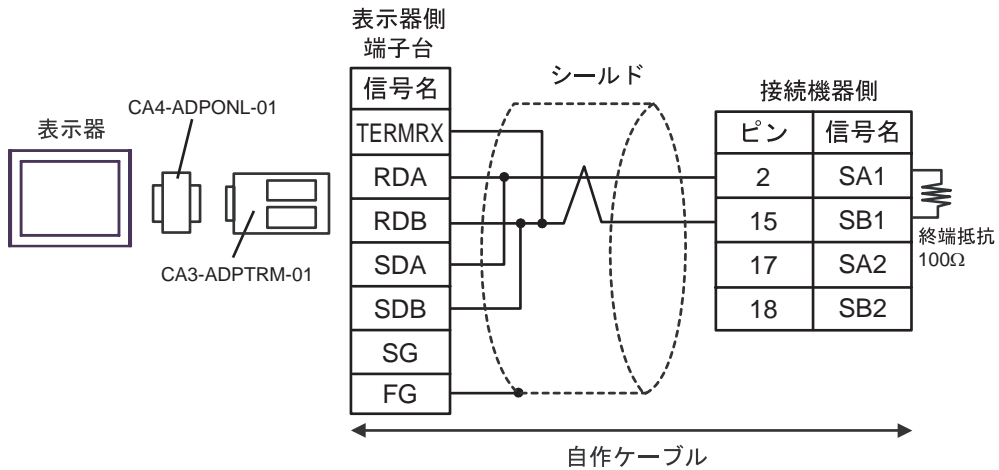 表示器側
端子台
信号名
TERMRX
RDA
RDB
SDA
SDB
SG
FG
シールド
接続機器側
ピン 信号名
2 SA1
15 SB1
17 SA2
18 SB2
終端抵抗
100Ω
表示器
CA4-ADPONL-01
CA3-ADPTRM-01
自作ケーブル